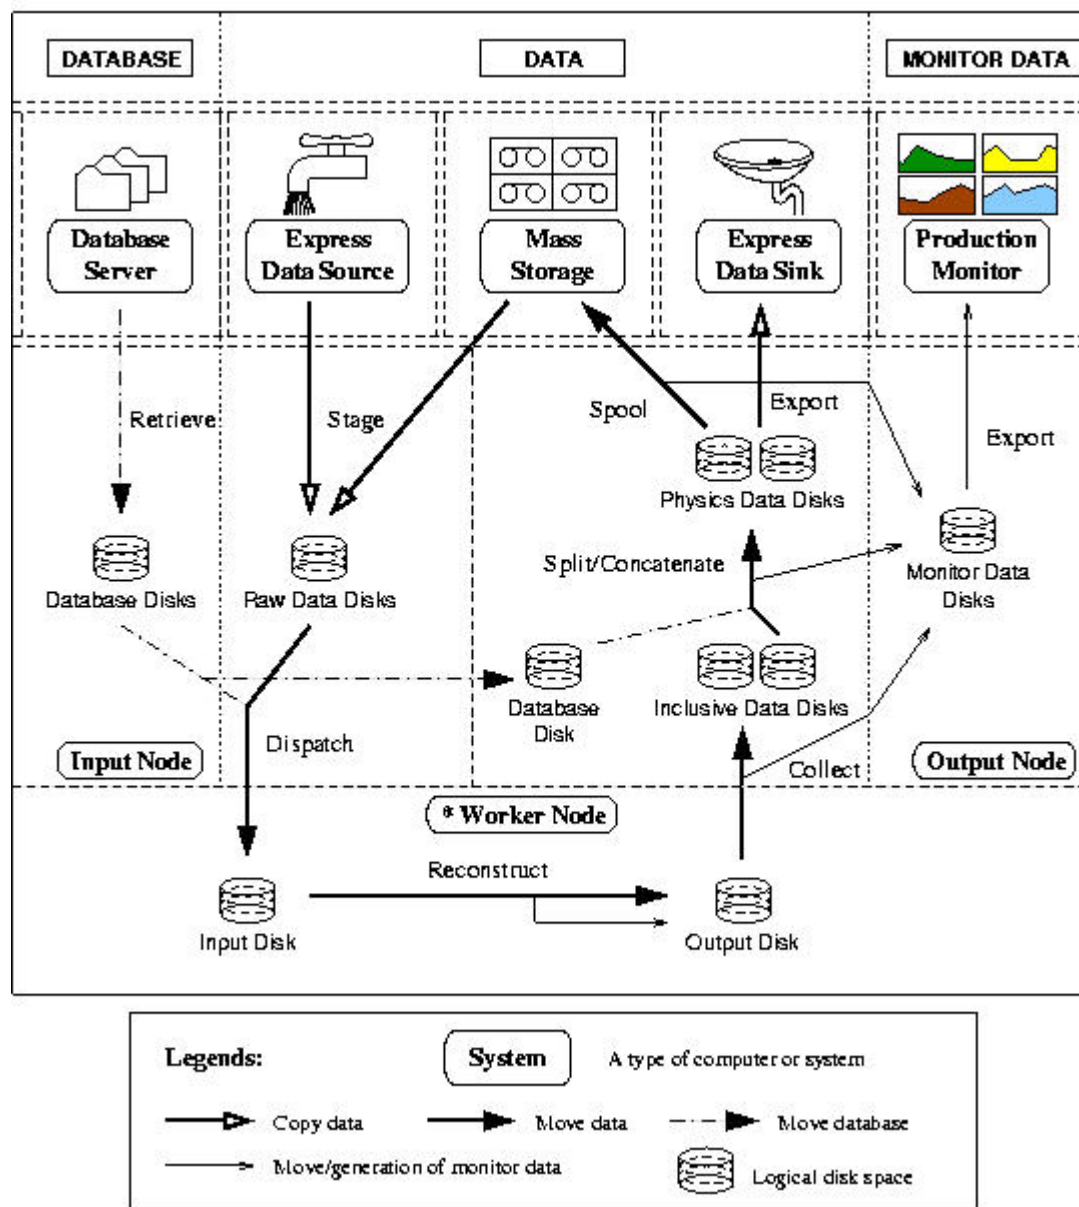 DATABASE
DATA
MONITOR DATA
Database
Server
Express
Data Source
Mass
Storage
Express
Data Sink
Production
Monitor
Retrieve
Stage
Spool
Export
Export
Physics Data Disks
Database Disks
Raw Data Disks
Split/Concatenate
Monitor Data
Disks
Database
Disk
Inclusive Data Disks
Dispatch
Collect
Input Node
Output Node
* Worker Node
Reconstruct
Input Disk
Output Disk
Legends:
System
A type of computer or system
Copy data
Move data
Move database
Move/generation of monitor data
Logical disk space